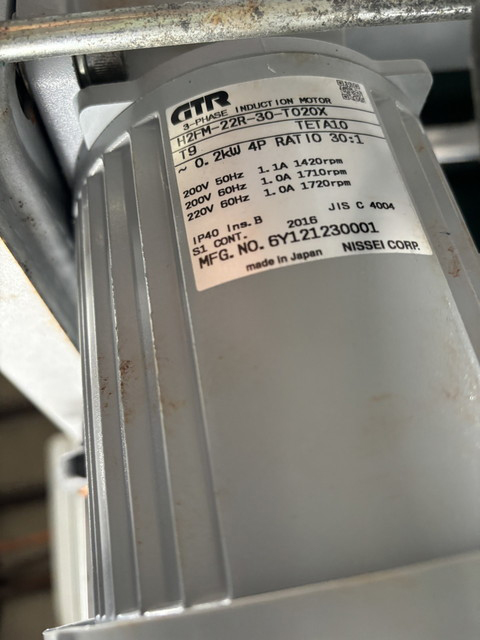 GTR
3-PHASE INDUCTION MOTOR
H2FM-22R-30-T020X
T9 TETA10
~ 0.2kW 4P RATIO 30:1
200V 50Hz 1.1A 1420rpm
200V 60Hz 1.0A 1710rpm
220V 60Hz 1.0A 1720rpm
JIS C 4004
IP40 Ins.B 2016
S1 CONT.
MFG. NO. 6Y121230001
made in Japan NISSEI CORP.